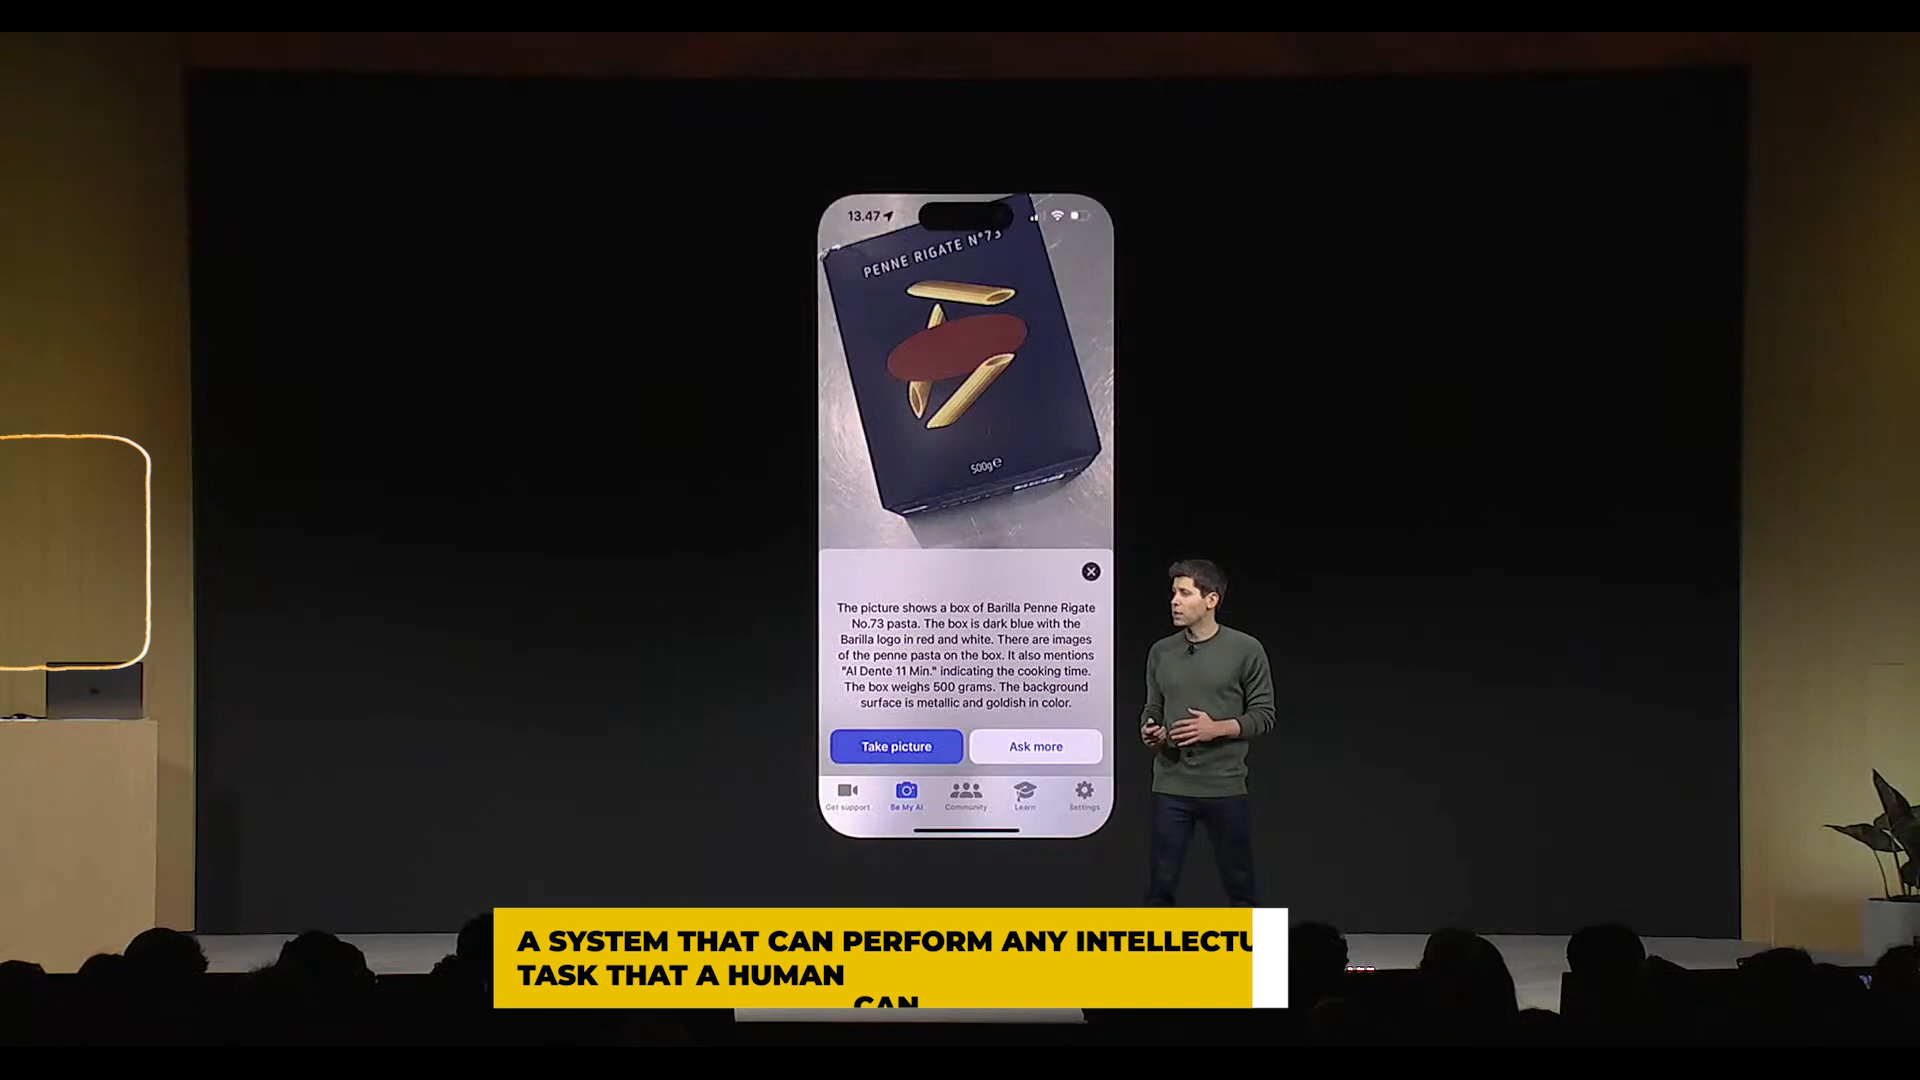 13.47
PENNE RIGATE N°73
500g e
The picture shows a box of Barilla Penne Rigate
No.73 pasta. The box is dark blue with the
Barilla logo in red and white. There are images
of the penne pasta on the box. It also mentions
"Al Dente 11 Min." indicating the cooking time.
The box weighs 500 grams. The background
surface is metallic and goldish in color.
Take picture
Ask more
Get support
Be My AI
Community
Learn
Settings
A SYSTEM THAT CAN PERFORM ANY INTELLECTU
TASK THAT A HUMAN
CAN